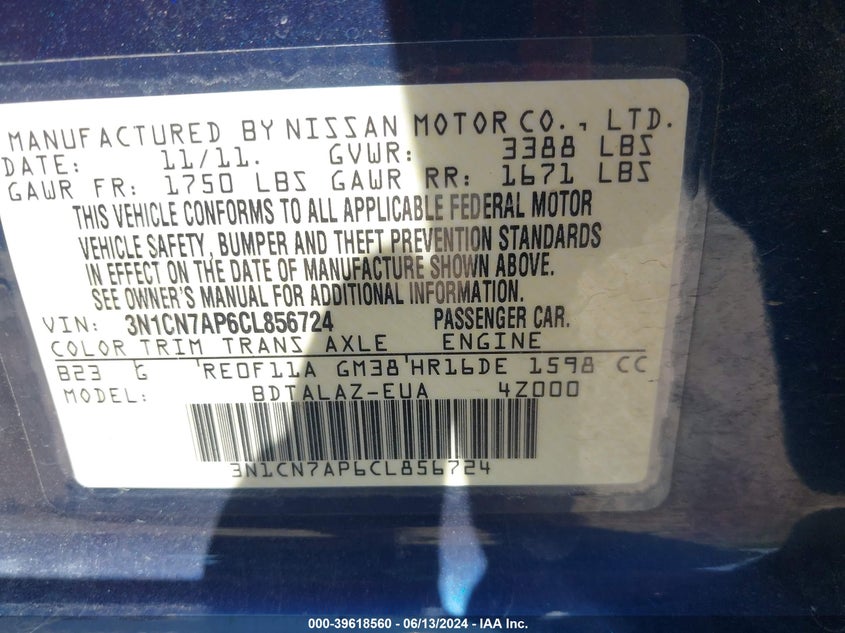 MANUFACTURED BY NISSAN MOTOR CO., LTD.
DATE: 11/11. GVWR: 3388 LBS
GAWR FR: 1750 LBS GAWR RR: 1671 LBS
THIS VEHICLE CONFORMS TO ALL APPLICABLE FEDERAL MOTOR
VEHICLE SAFETY, BUMPER AND THEFT PREVENTION STANDARDS
IN EFFECT ON THE DATE OF MANUFACTURE SHOWN ABOVE.
SEE OWNER'S MANUAL FOR ADDITIONAL INFORMATION.
VIN: 3N1CN7AP6CL856724 PASSENGER CAR.
COLOR TRIM TRANS AXLE ENGINE
B23 G RE0F11A GM38 HR16DE 1598 CC
MODEL: BDTALAZ-EUA 4Z000
3N1CN7AP6CL856724
000-39618560 - 06/13/2024 - IAA Inc.